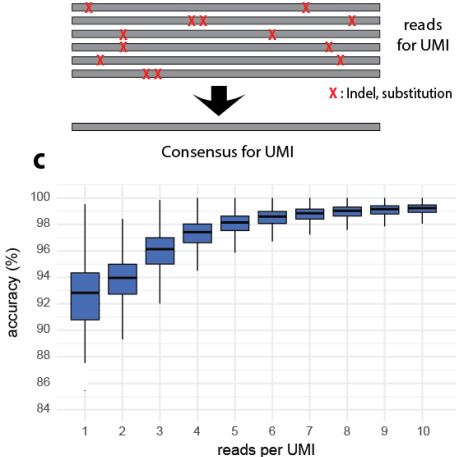 reads
for UMI
X : Indel, substitution
Consensus for UMI
c
100
98
96
94
92
90
88
86
84
accuracy (%)
1 2 3 4 5 6 7 8 9 10
reads per UMI